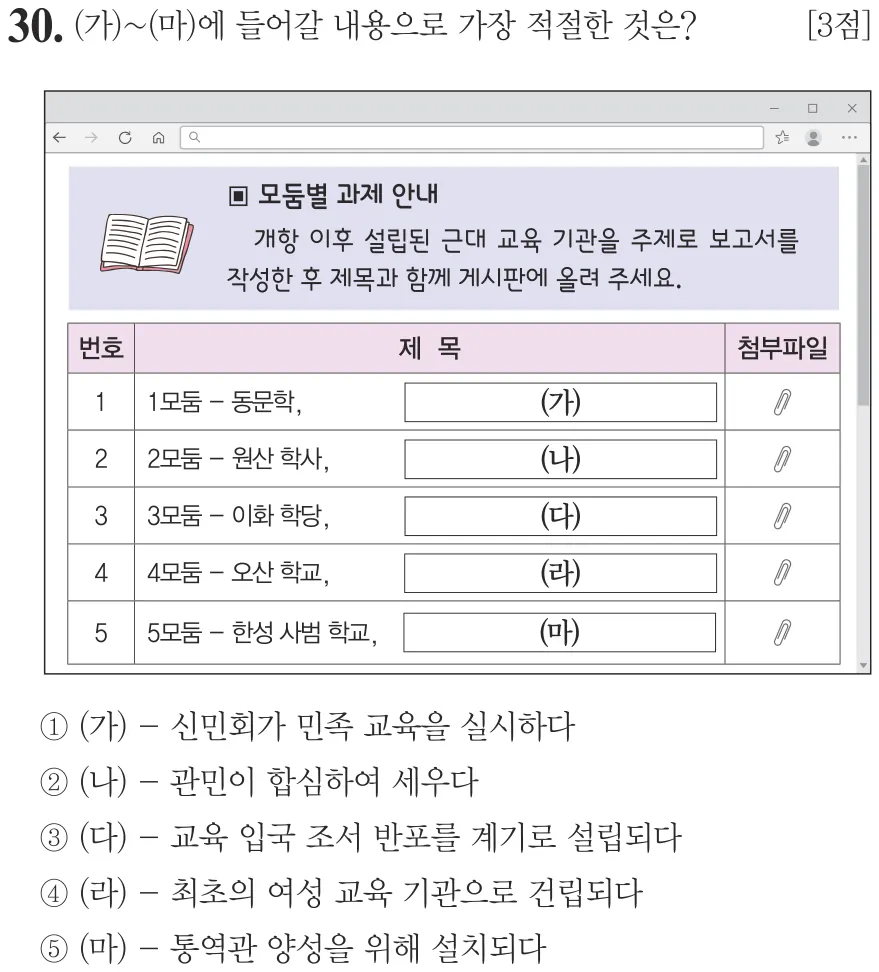 30. (가)~(마)에 들어갈 내용으로 가장 적절한 것은? [3점]
▣ 모둠별 과제 안내
개항 이후 설립된 근대 교육 기관을 주제로 보고서를
작성한 후 제목과 함께 게시판에 올려 주세요.
번호 제 목 첨부파일
1 1모둠 - 동문학, (가)
2 2모둠 - 원산 학사, (나)
3 3모둠 - 이화 학당, (다)
4 4모둠 - 오산 학교, (라)
5 5모둠 - 한성 사범 학교, (마)
① (가) - 신민회가 민족 교육을 실시하다
② (나) - 관민이 합심하여 세우다
③ (다) - 교육 입국 조서 반포를 계기로 설립되다
④ (라) - 최초의 여성 교육 기관으로 건립되다
⑤ (마) - 통역관 양성을 위해 설치되다